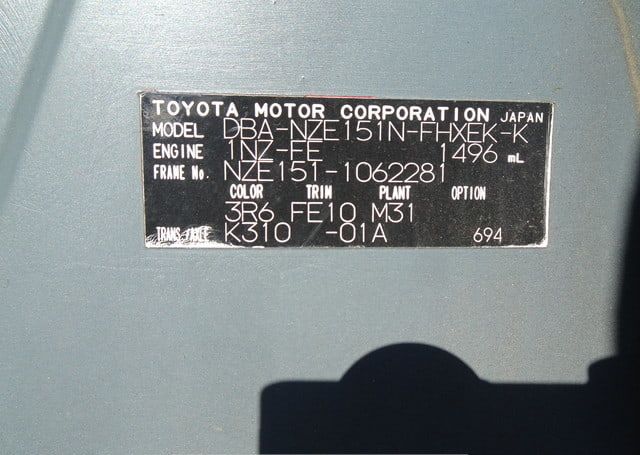 TOYOTA MOTOR CORPORATION JAPAN
MODEL DBA-NZE151N-FHXEK-K
ENGINE 1NZ-FE 1496 mL
FRAME No. NZE151-1062281
COLOR TRIM PLANT OPTION
3R6 FE10 M31
TRANS/AXLE K310 -01A 694